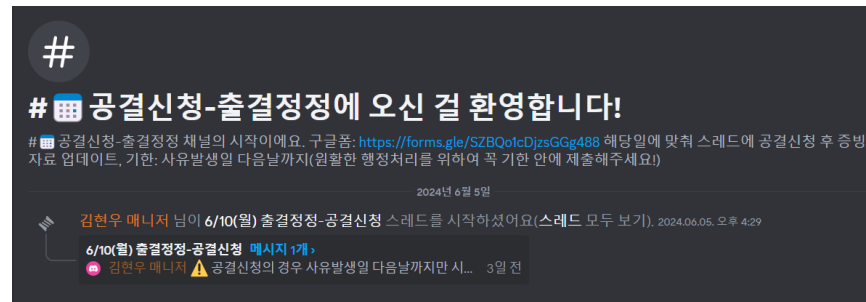 #
# 공결신청-출결정정에 오신 걸 환영합니다!
# 공결신청-출결정정 채널의 시작이에요. 구글폼: https://forms.gle/SZBQo1cDjzsGGg488 해당일에 맞춰 스레드에 공결신청 후 증빙
자료 업데이트, 기한: 사유발생일 다음날까지(원활한 행정처리를 위하여 꼭 기한 안에 제출해주세요!)
2024년 6월 5일
김현우 매니저 님이 6/10(월) 출결정정-공결신청 스레드를 시작하셨어요(스레드 모두 보기). 2024.06.05. 오후 4:29
6/10(월) 출결정정-공결신청 메시지 1개 ›
김현우 매니저 ⚠️ 공결신청의 경우 사유발생일 다음날까지만 시... 3일 전